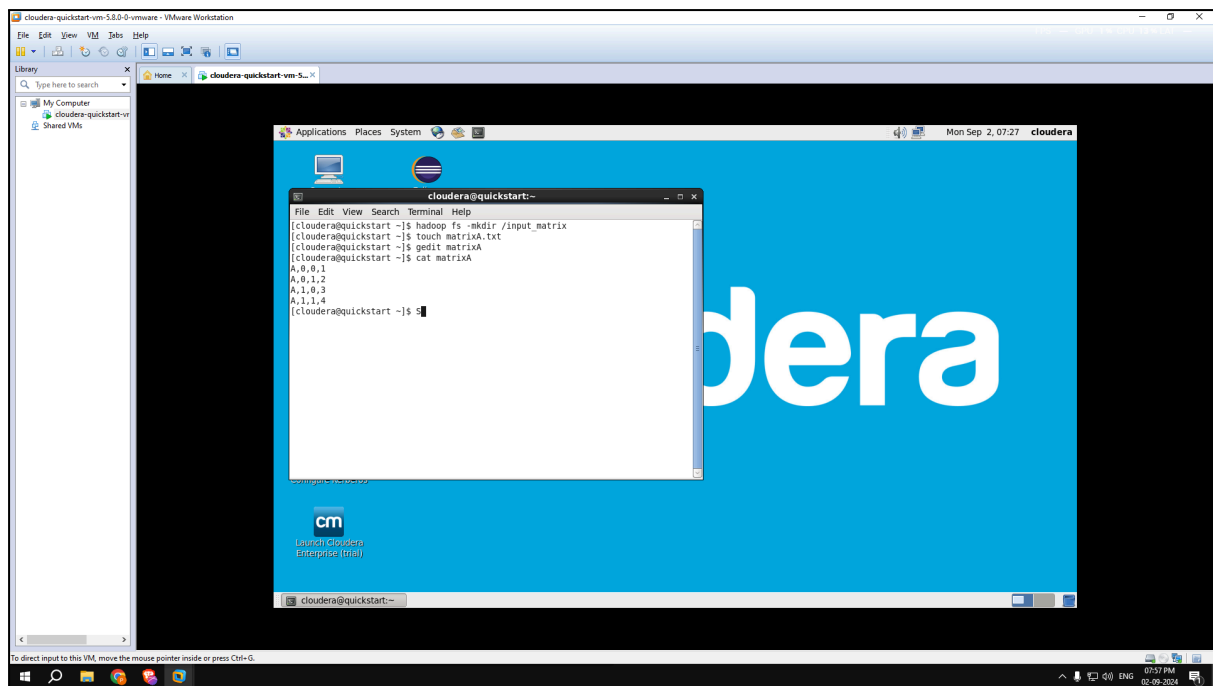 cloudera-quickstart-vm-5.8.0-0-vmware - VMware Workstation
File Edit View VM Tabs Help
Library
Type here to search
My Computer
cloudera-quickstart-vr
Shared VMs
Home
cloudera-quickstart-vm-5...
Applications Places System
Mon Sep 2, 07:27 cloudera
cloudera@quickstart:~
File Edit View Search Terminal Help
[cloudera@quickstart ~]$ hadoop fs -mkdir /input_matrix
[cloudera@quickstart ~]$ touch matrixA.txt
[cloudera@quickstart ~]$ gedit matrixA
[cloudera@quickstart ~]$ cat matrixA
A,0,0,1
A,0,1,2
A,1,0,3
A,1,1,4
[cloudera@quickstart ~]$ S
dera
Configure Kerberos
cm
Launch Cloudera
Enterprise (trial)
cloudera@quickstart:~
To direct input to this VM, move the mouse pointer inside or press Ctrl+G.
ENG
07:57 PM
02-09-2024